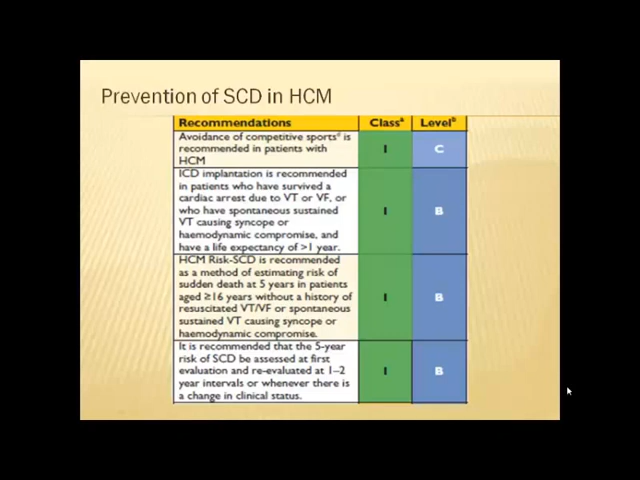 Prevention of SCD in HCM
Recommendations Classᵃ Levelᵇ
Avoidance of competitive sportsᵈ is
recommended in patients with
HCM
I C
ICD implantation is recommended
in patients who have survived a
cardiac arrest due to VT or VF, or
who have spontaneous sustained
VT causing syncope or
haemodynamic compromise, and
have a life expectancy of >1 year.
I B
HCM Risk-SCD is recommended
as a method of estimating risk of
sudden death at 5 years in patients
aged ≥16 years without a history of
resuscitated VT/VF or spontaneous
sustained VT causing syncope or
haemodynamic compromise.
I B
It is recommended that the 5-year
risk of SCD be assessed at first
evaluation and re-evaluated at 1–2
year intervals or whenever there is
a change in clinical status.
I B